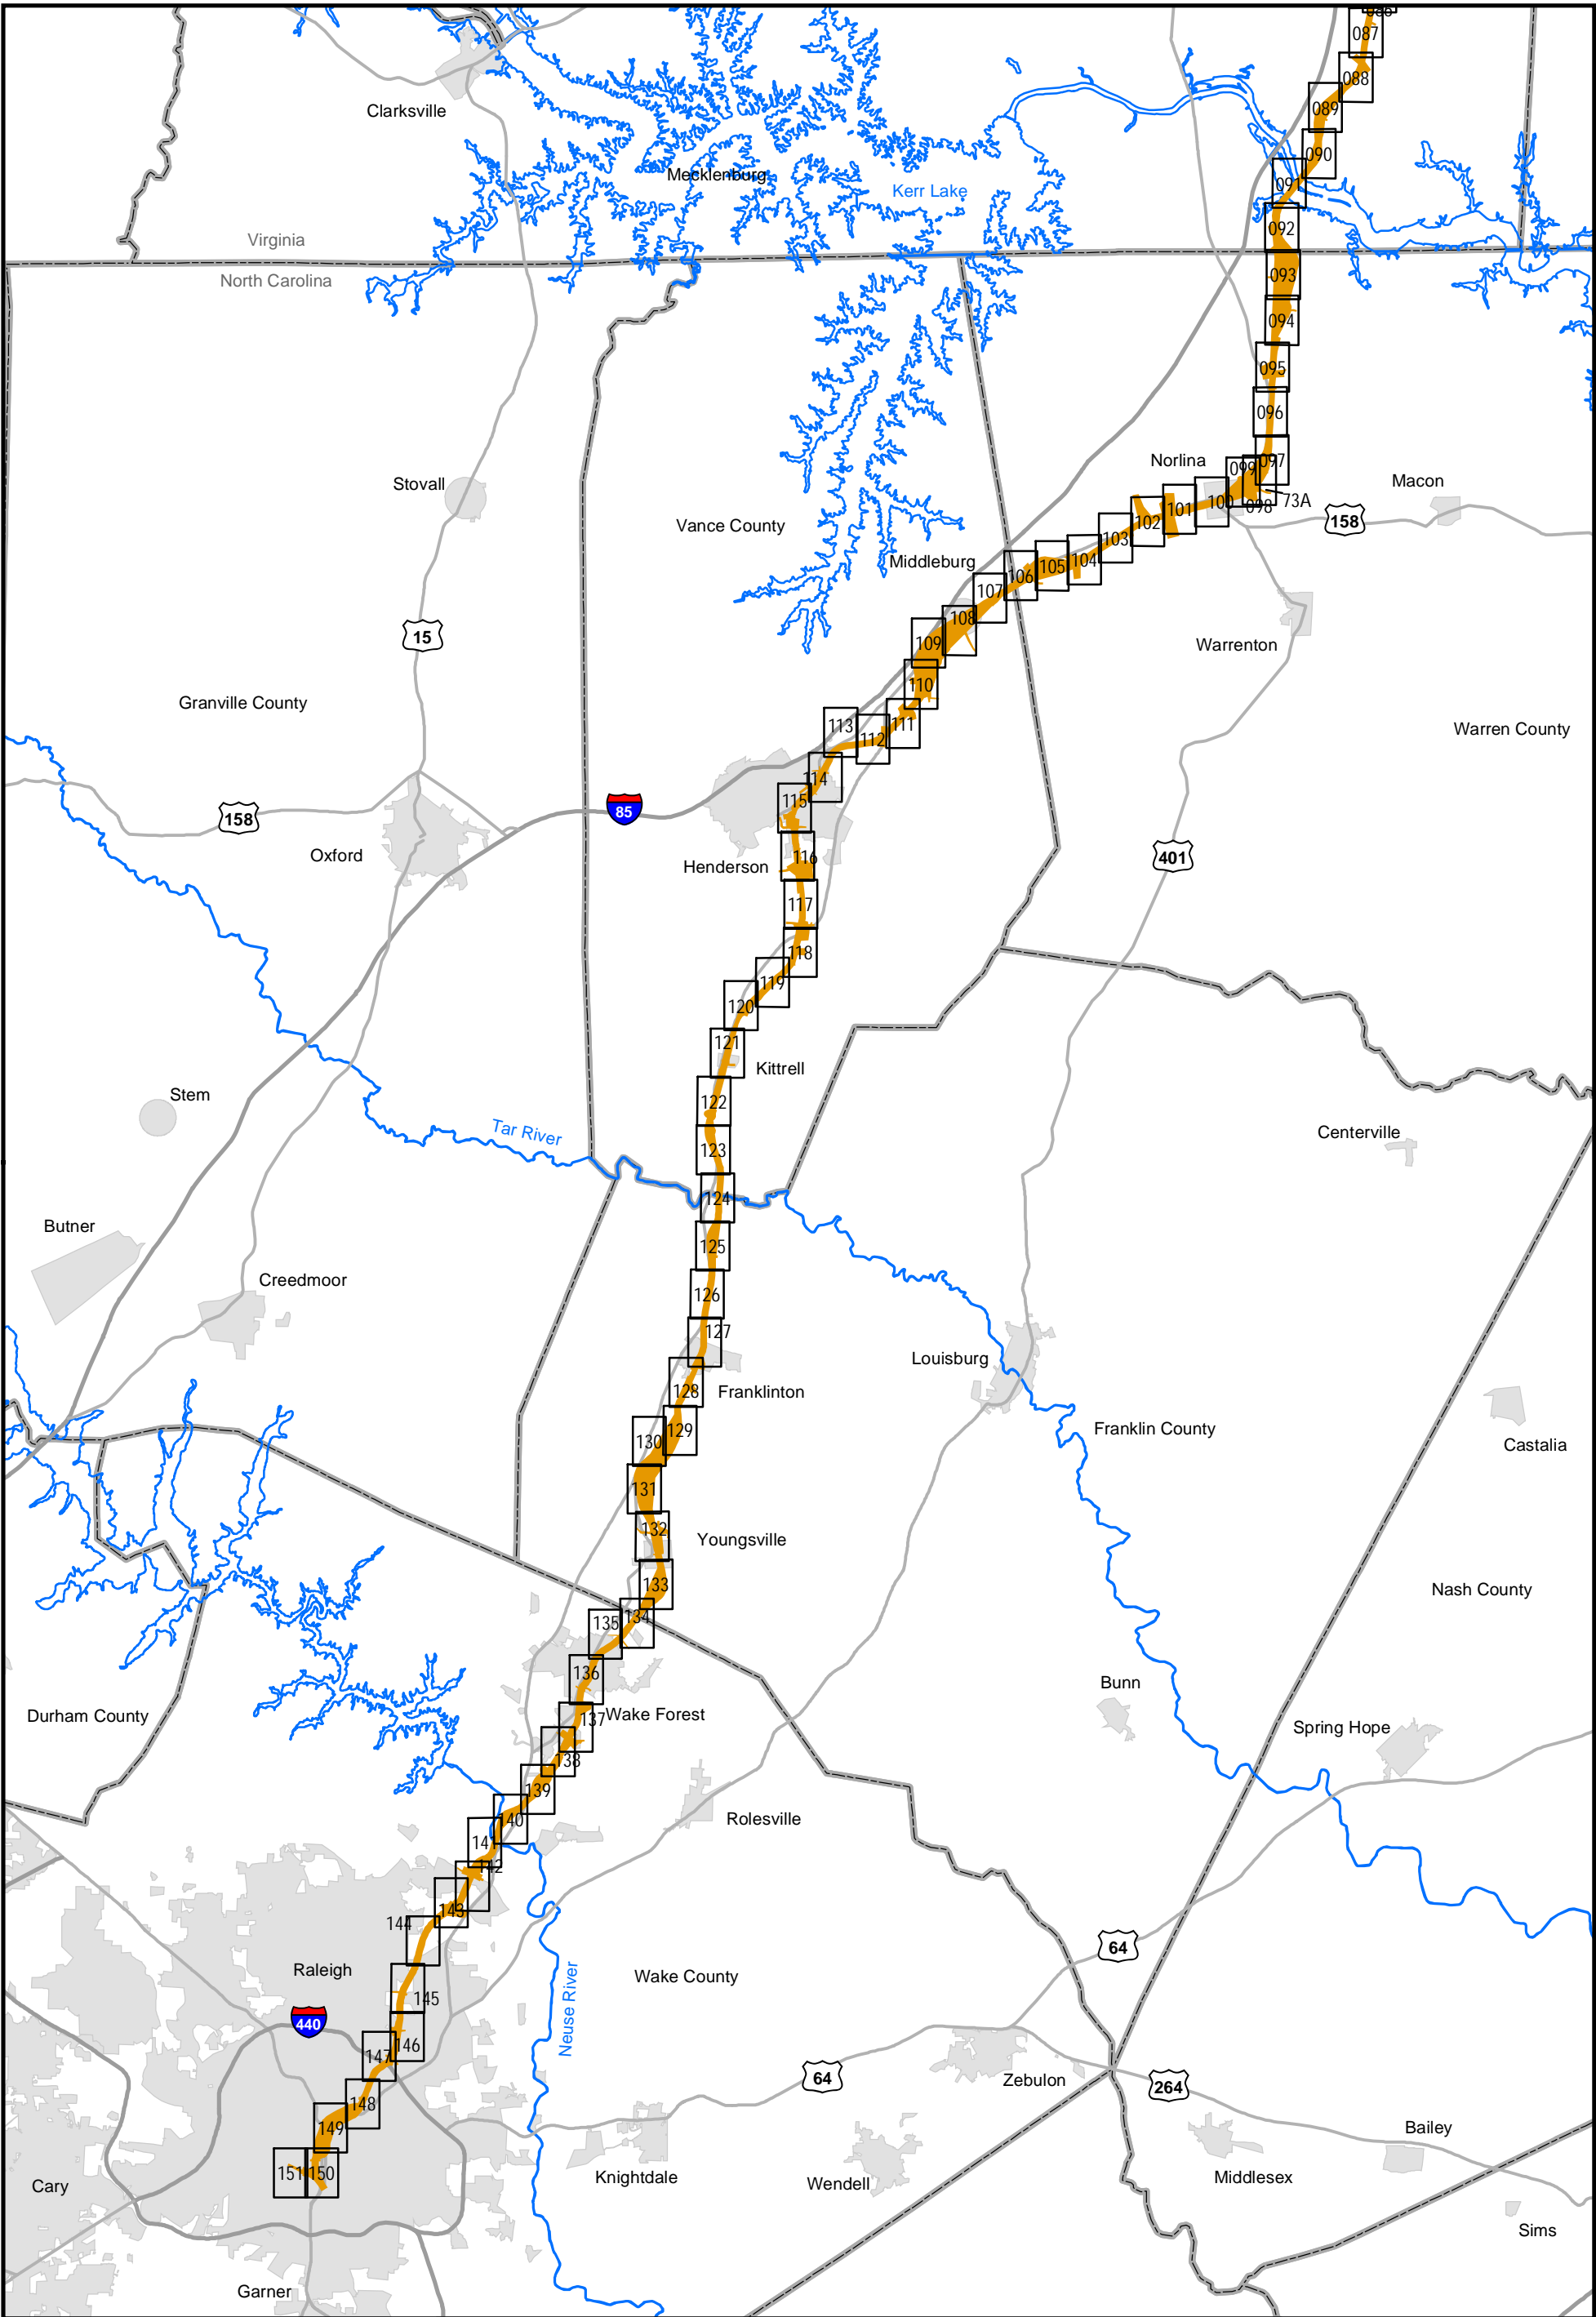 086
087
088
Clarksville
089
090
Mecklenburg
091
Kerr Lake
092
Virginia
093
North Carolina
094
095
096
Norlina
099
097
Macon
Stovall
100
098
73A
101
158
102
Vance County
103
Middleburg
104
105
106
107
108
15
109
Warrenton
110
Granville County
111
113
112
Warren County
114
115
85
158
Oxford
116
401
Henderson
117
118
119
120
121
Kittrell
Stem
122
Tar River
Centerville
123
124
Butner
125
Creedmoor
126
127
Louisburg
128
Franklinton
129
Franklin County
130
Castalia
131
132
Youngsville
133
Nash County
134
135
136
Bunn
Durham County
137
Wake Forest
Spring Hope
138
139
40
Rolesville
14
142
143
144
64
Raleigh
Wake County
145
Neuse River
440
146
147
64
Zebulon
264
148
149
Bailey
151
150
Cary
Knightdale
Wendell
Middlesex
Sims
Garner